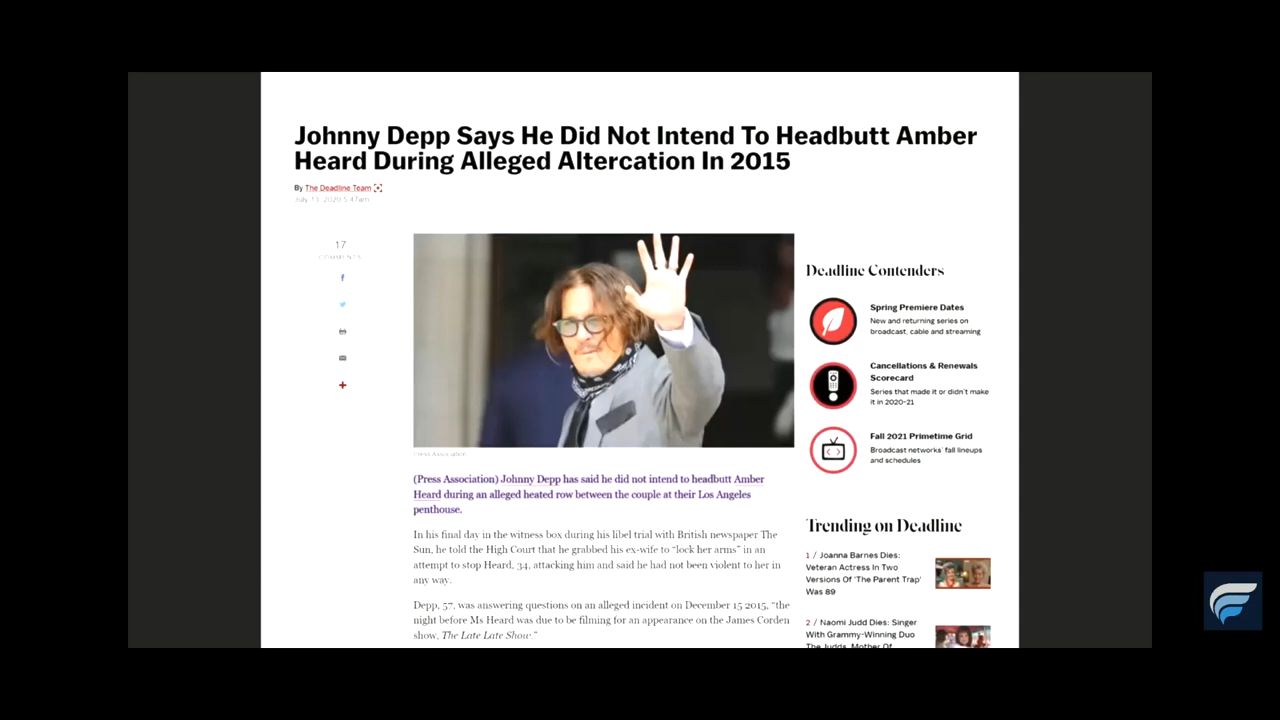 Johnny Depp Says He Did Not Intend To Headbutt Amber
Heard During Alleged Altercation In 2015
By The Deadline Team
July 13, 2020 5:47am
17
COMMENTS
Press Association
(Press Association) Johnny Depp has said he did not intend to headbutt Amber
Heard during an alleged heated row between the couple at their Los Angeles
penthouse.
In his final day in the witness box during his libel trial with British newspaper The
Sun, he told the High Court that he grabbed his ex-wife to “lock her arms” in an
attempt to stop Heard, 34, attacking him and said he had not been violent to her in
any way.
Depp, 57, was answering questions on an alleged incident on December 15 2015, “the
night before Ms Heard was due to be filming for an appearance on the James Corden
show, The Late Late Show.”
Deadline Contenders
Spring Premiere Dates
New and returning series on
broadcast, cable and streaming
Cancellations & Renewals
Scorecard
Series that made it or didn't make
it in 2020-21
Fall 2021 Primetime Grid
Broadcast networks' fall lineups
and schedules
Trending on Deadline
1 / Joanna Barnes Dies:
Veteran Actress In Two
Versions Of 'The Parent Trap'
Was 89
2 / Naomi Judd Dies: Singer
With Grammy-Winning Duo
The Judds, Mother Of